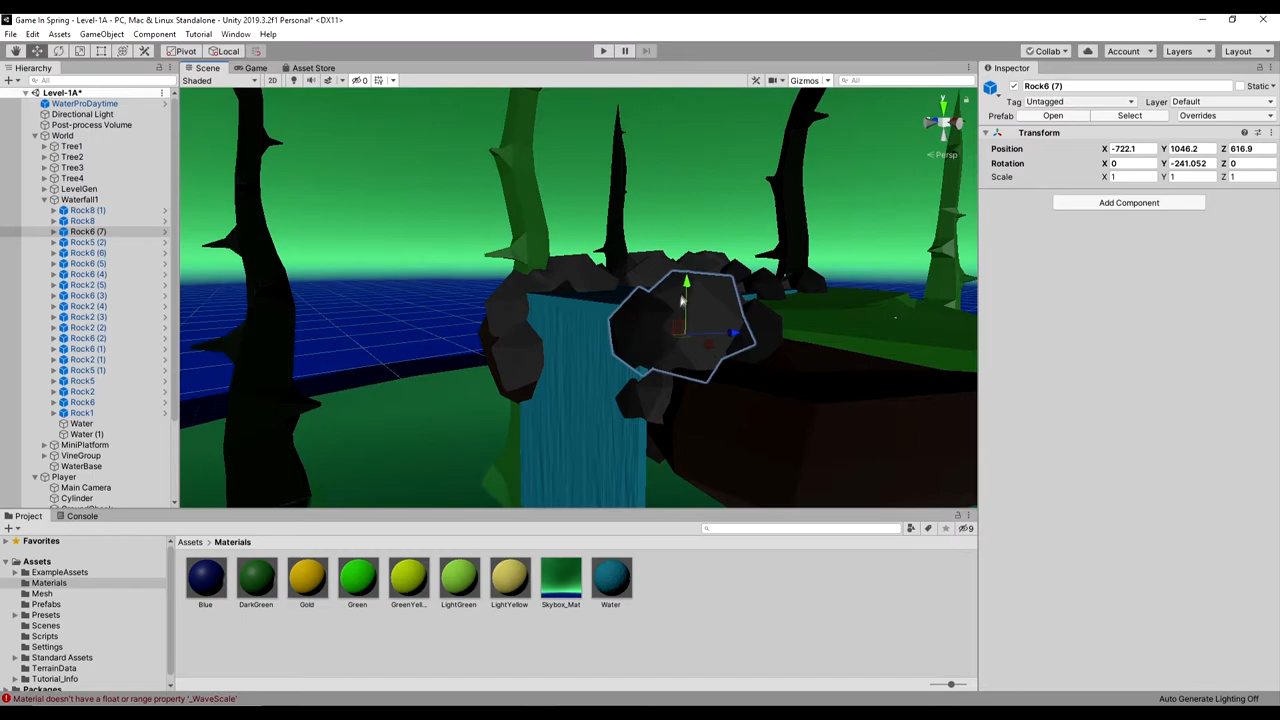 Game In Spring - Level-1A - PC, Mac & Linux Standalone - Unity 2019.3.2f1 Personal* <DX11>
File Edit Assets GameObject Component Tutorial Window Help
Pivot Local Collab Account Layers Layout
Hierarchy Scene Game Asset Store Inspector
All Shaded 2D 0 Gizmos All Rock6 (7) Static
Level-1A*
Tag Untagged Layer Default
WaterProDaytime
Directional Light
Prefab Open Select Overrides
Post-process Volume
World
Transform
Tree1
Position X -722.1 Y 1046.2 Z 616.9
Tree2
Rotation X 0 Y -241.052 Z 0
Tree3
Scale X 1 Y 1 Z 1
Tree4
LevelGen
Add Component
Waterfall1
Rock8 (1)
Rock8
Rock6 (7)
Rock5 (2)
Rock6 (6)
Rock6 (5)
Rock6 (4)
Rock2 (5)
Rock6 (3)
Rock2 (4)
Rock2 (3)
Rock2 (2)
Rock6 (2)
Rock6 (1)
Rock2 (1)
Rock5 (1)
Rock5
Rock2
Rock6
Rock1
Water
Water (1)
MiniPlatform
VineGroup
WaterBase
Player
Main Camera
Cylinder
y
Persp
Project Console
9
Favorites
Assets > Materials
Assets
ExampleAssets
Materials
Mesh
Prefabs
Presets
Scenes
Scripts
Settings
Standard Assets
TerrainData
Tutorial_Info
Packages
Blue DarkGreen Gold Green GreenYell... LightGreen LightYellow Skybox_Mat Water
Material doesn't have a float or range property '_WaveScale'
Auto Generate Lighting Off